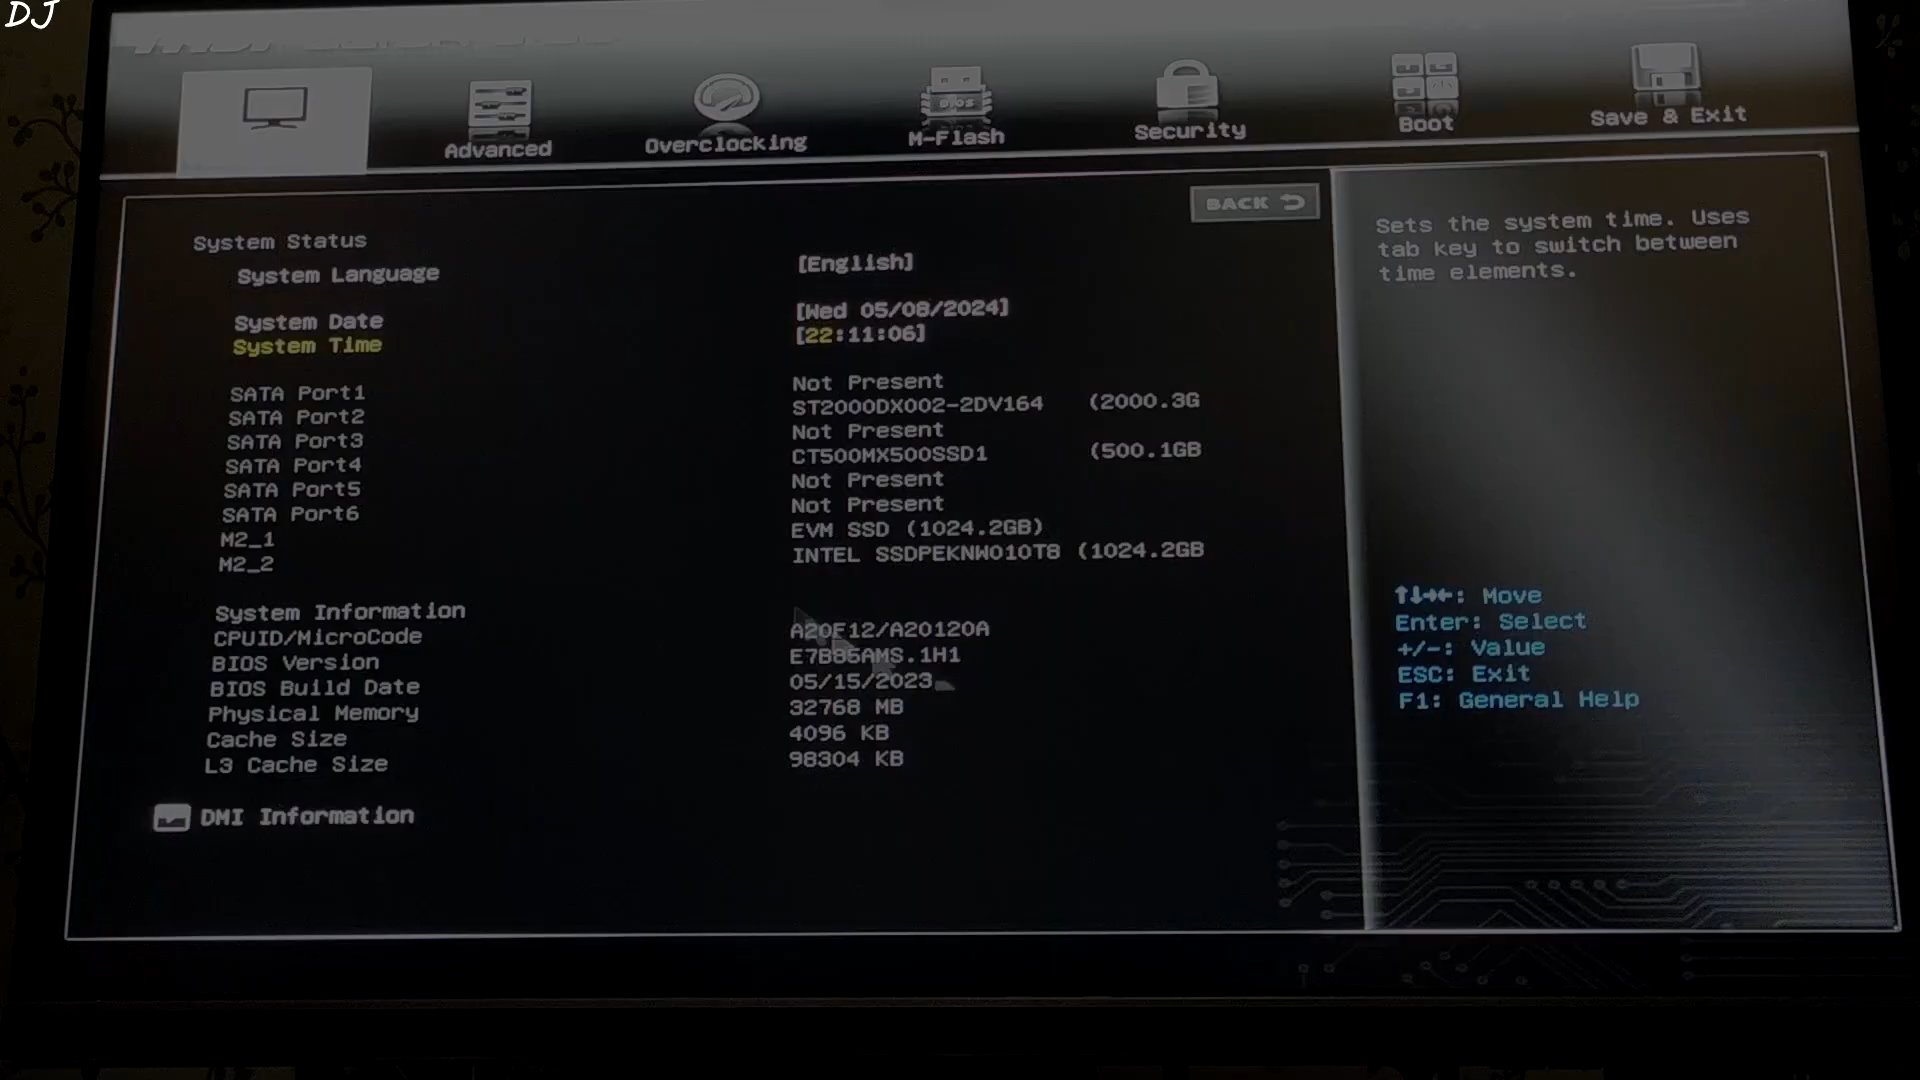 DJ
Advanced
Overclocking
BIOS
M-Flash
Security
Boot
Save & Exit
BACK
System Status
System Language [English]
System Date [Wed 05/08/2024]
System Time [22:11:06]
SATA Port1 Not Present
SATA Port2 ST2000DX002-2DV164 (2000.3G
SATA Port3 Not Present
SATA Port4 CT500MX500SSD1 (500.1GB
SATA Port5 Not Present
SATA Port6 Not Present
M2_1 EVM SSD (1024.2GB)
M2_2 INTEL SSDPEKNW010T8 (1024.2GB
System Information
CPUID/MicroCode A20F12/A20120A
BIOS Version E7B85AMS.1H1
BIOS Build Date 05/15/2023
Physical Memory 32768 MB
Cache Size 4096 KB
L3 Cache Size 98304 KB
DMI Information
Sets the system time. Uses
tab key to switch between
time elements.
↑↓→←: Move
Enter: Select
+/-: Value
ESC: Exit
F1: General Help